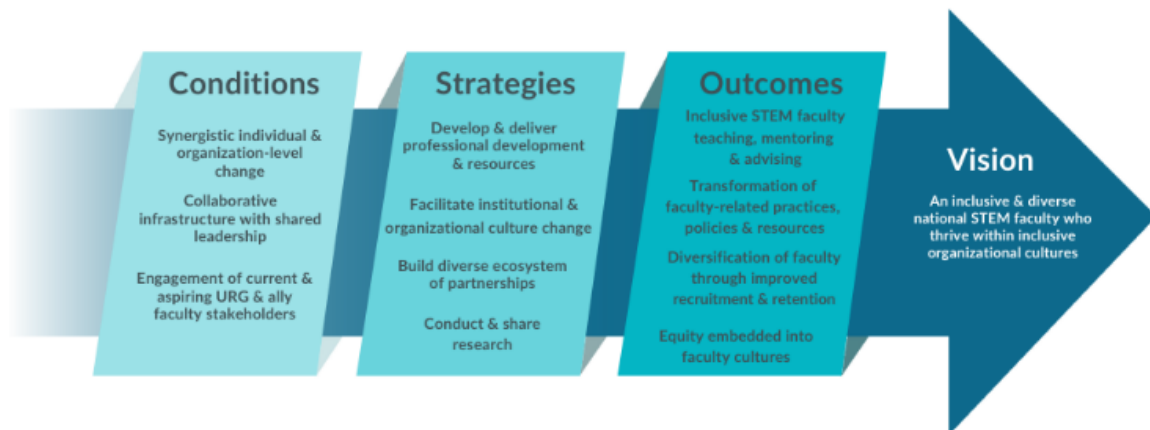 Conditions
Synergistic individual &
organization-level
change
Collaborative
infrastructure with shared
leadership
Engagement of current &
aspiring URG & ally
faculty stakeholders
Strategies
Develop & deliver
professional development
& resources
Facilitate institutional &
organizational culture change
Build diverse ecosystem
of partnerships
Conduct & share
research
Outcomes
Inclusive STEM faculty
teaching, mentoring
& advising
Transformation of
faculty-related practices,
policies & resources
Diversification of faculty
through improved
recruitment & retention
Equity embedded into
faculty cultures
Vision
An inclusive & diverse
national STEM faculty who
thrive within inclusive
organizational cultures